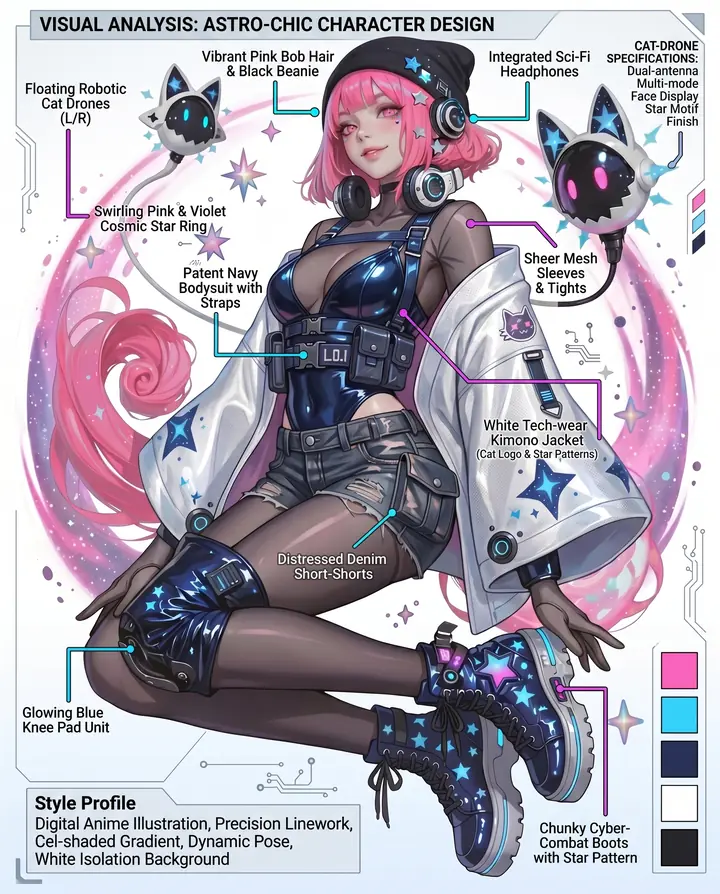 VISUAL ANALYSIS: ASTRO-CHIC CHARACTER DESIGN
Vibrant Pink Bob Hair
& Black Beanie
Integrated Sci-Fi
Headphones
CAT-DRONE
SPECIFICATIONS:
Dual-antenna
Multi-mode
Face Display
Star Motif
Finish
Floating Robotic
Cat Drones
(L/R)
Swirling Pink & Violet
Cosmic Star Ring
Sheer Mesh
Sleeves
& Tights
Patent Navy
Bodysuit with
Straps
L0.I
White Tech-wear
Kimono Jacket
(Cat Logo & Star Patterns)
Distressed Denim
Short-Shorts
Glowing Blue
Knee Pad Unit
Style Profile
Digital Anime Illustration, Precision Linework,
Cel-shaded Gradient, Dynamic Pose,
White Isolation Background
Chunky Cyber-
Combat Boots
with Star Pattern